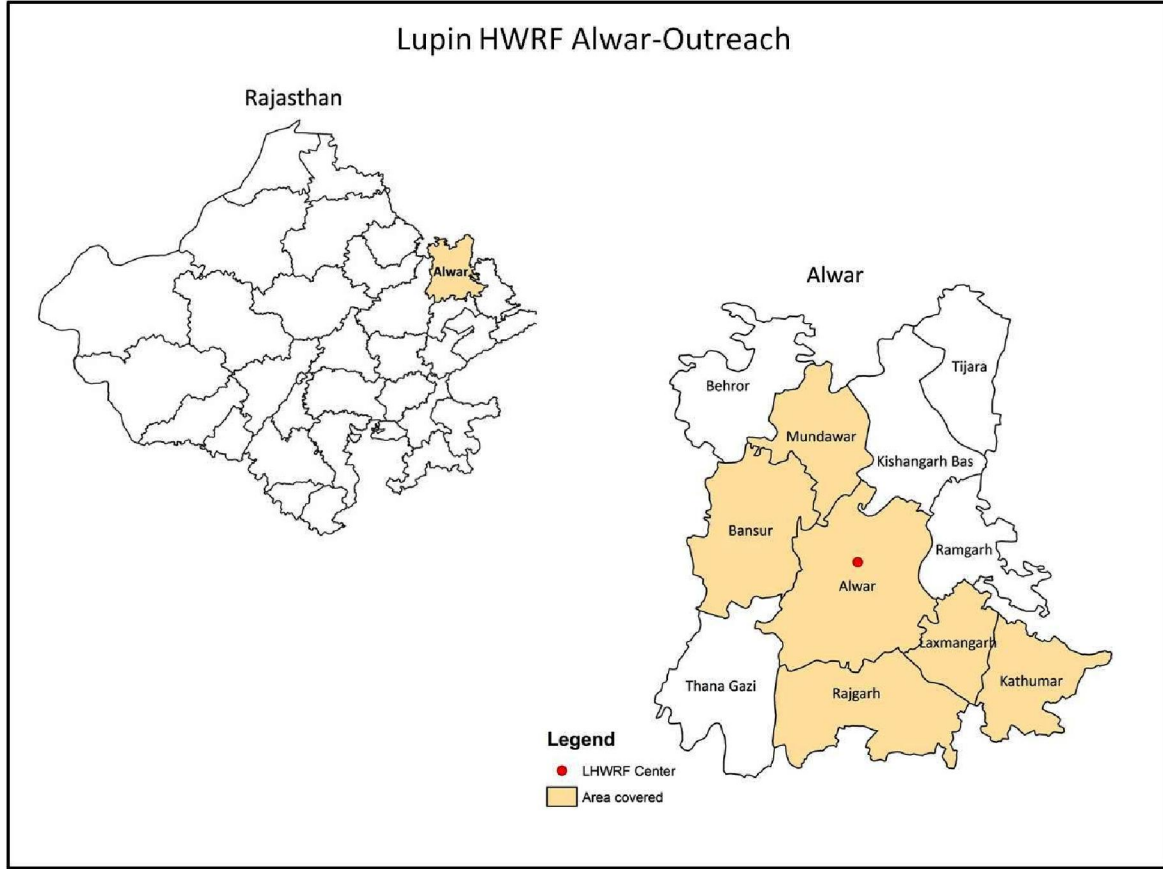 Lupin HWRF Alwar-Outreach
Rajasthan
Alwar
Alwar
Behror
Tijara
Mundawar
Kishangarh Bas
Bansur
Ramgarh
Alwar
Laxmangarh
Thana Gazi
Rajgarh
Kathumar
Legend
LHWRF Center
Area covered